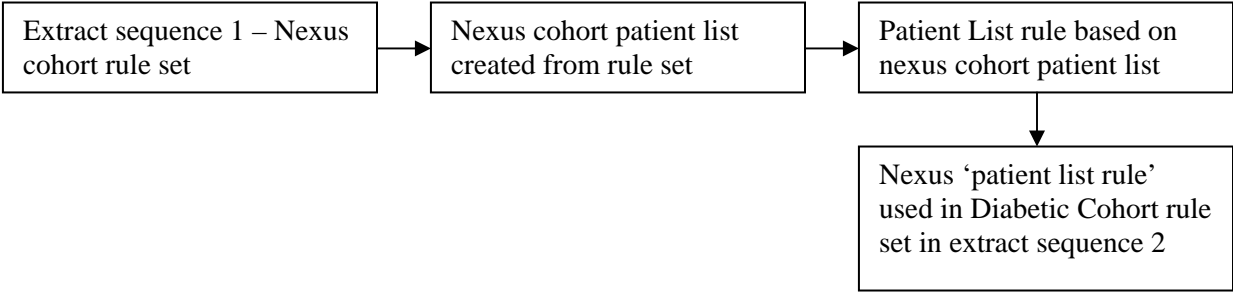 Extract sequence 1 – Nexus
cohort rule set
Nexus cohort patient list
created from rule set
Patient List rule based on
nexus cohort patient list
Nexus ‘patient list rule’
used in Diabetic Cohort rule
set in extract sequence 2